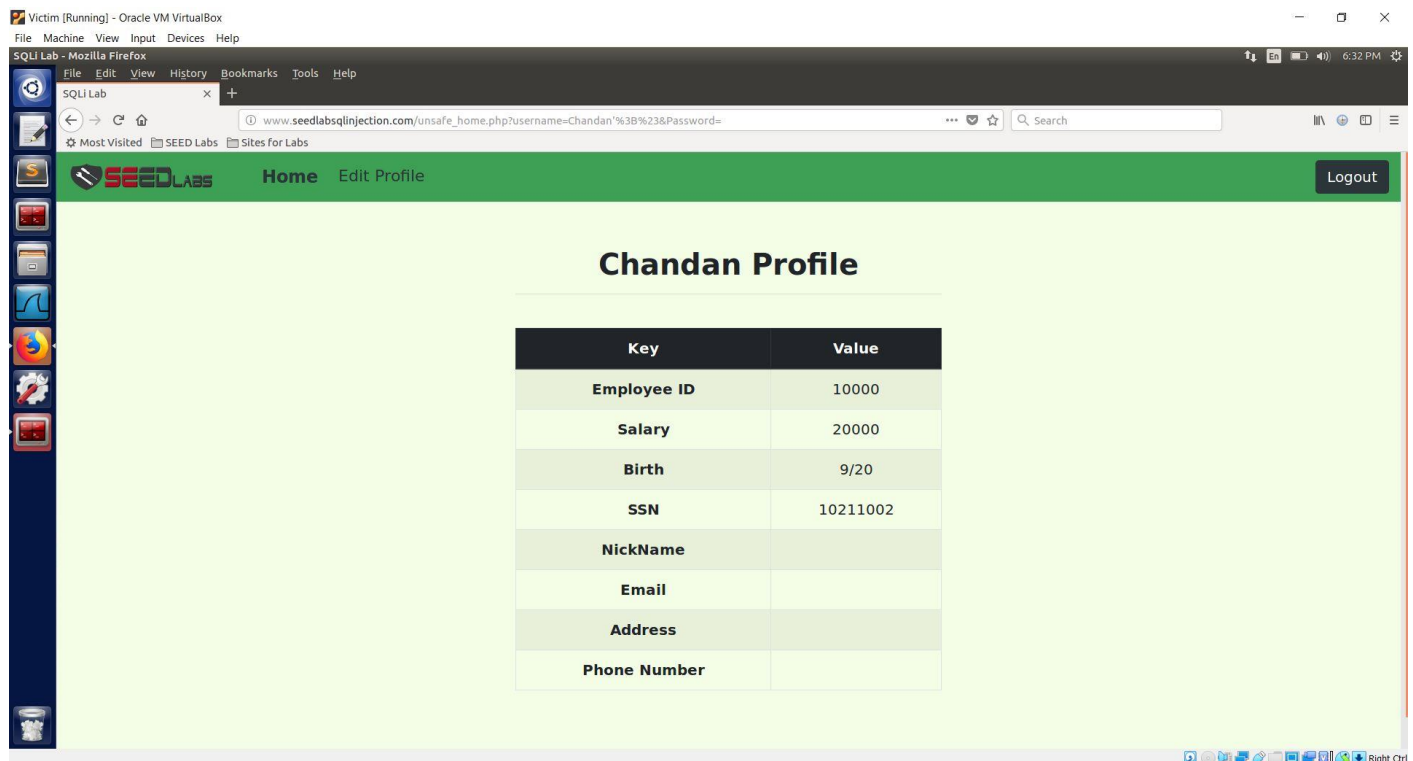 Victim [Running] - Oracle VM VirtualBox
File Machine View Input Devices Help
SQLi Lab - Mozilla Firefox
En
6:32 PM
File Edit View History Bookmarks Tools Help
SQLi Lab
www.seedlabsqlinjection.com/unsafe_home.php?username=Chandan'%3B%23&Password=
Search
Most Visited SEED Labs Sites for Labs
SEEDLABS
Home Edit Profile
Logout
Chandan Profile
Key Value
Employee ID 10000
Salary 20000
Birth 9/20
SSN 10211002
NickName
Email
Address
Phone Number
Right Ctrl